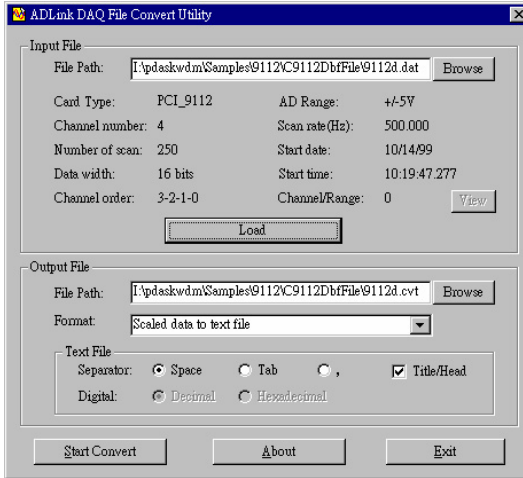 ADLink DAQ File Convert Utility
Input File
File Path: I:\pdaskwdm\Samples\9112\C9112DbfFile\9112d.dat Browse
Card Type: PCI_9112 AD Range: +/-5V
Channel number: 4 Scan rate(Hz): 500.000
Number of scan: 250 Start date: 10/14/99
Data width: 16 bits Start time: 10:19:47.277
Channel order: 3-2-1-0 Channel/Range: 0 View
Load
Output File
File Path: I:\pdaskwdm\Samples\9112\C9112DbfFile\9112d.cvt Browse
Format: Scaled data to text file
Text File
Separator: Space Tab , Title/Head
Digital: Decimal Hexadecimal
Start Convert About Exit